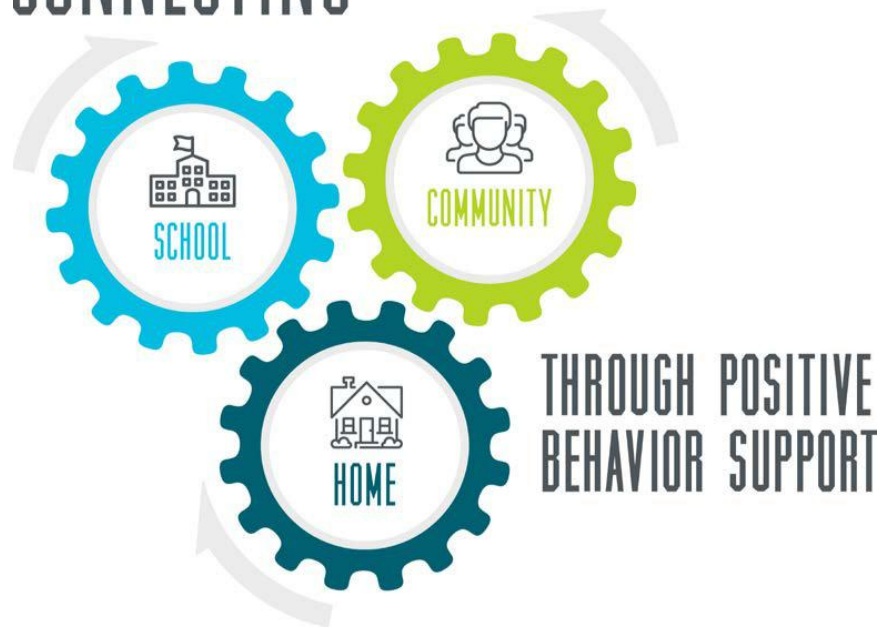 CONNECTING
SCHOOL
COMMUNITY
HOME
THROUGH POSITIVE
BEHAVIOR SUPPORT